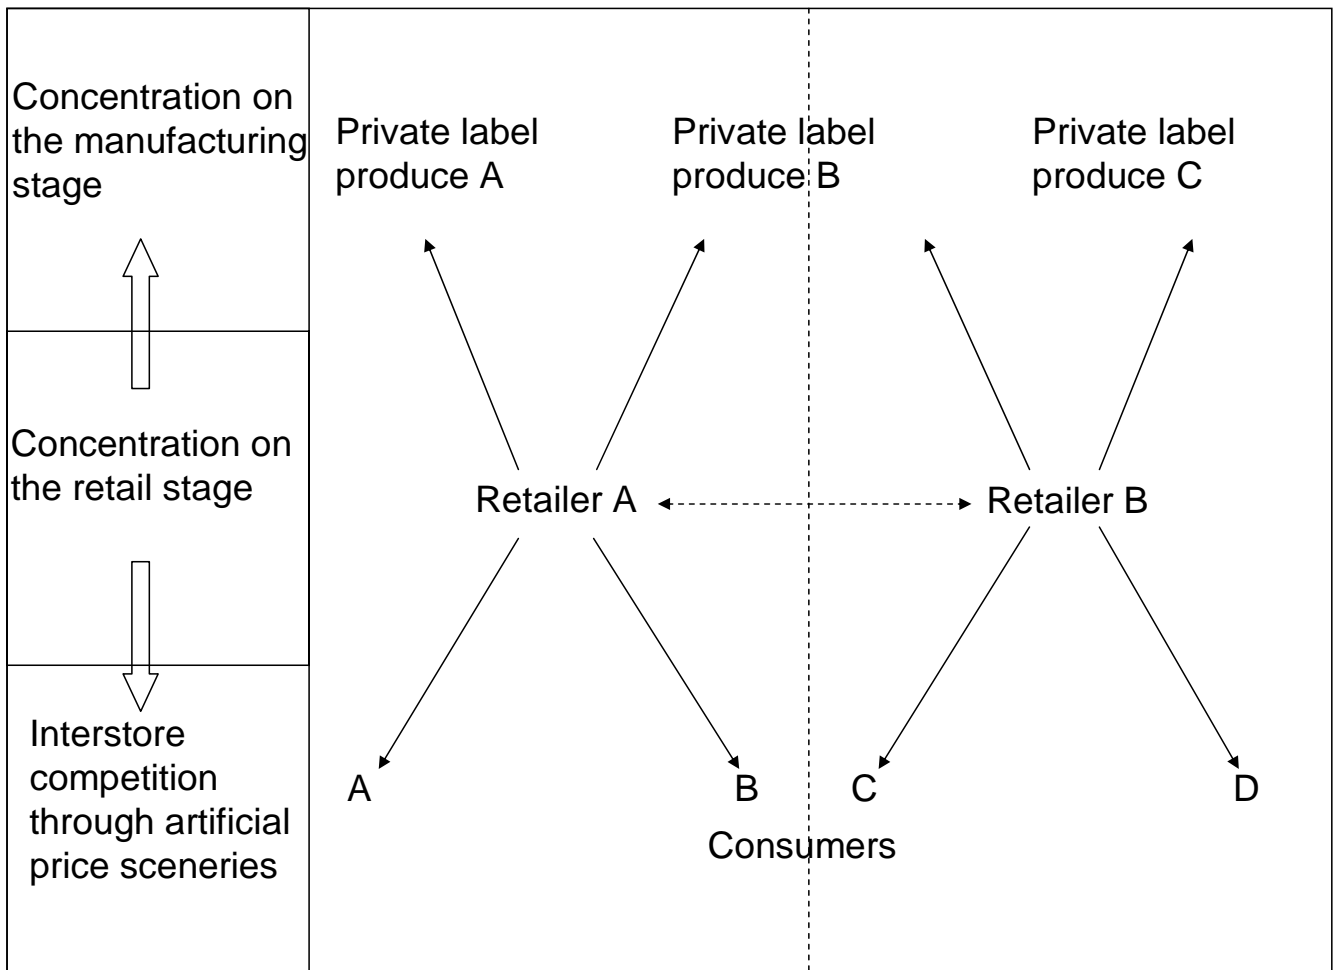 Concentration on
the manufacturing
stage
Private label
produce A
Private label
produce B
Private label
produce C
Concentration on
the retail stage
Retailer A
Retailer B
Interstore
competition
through artificial
price sceneries
A
B
C
D
Consumers